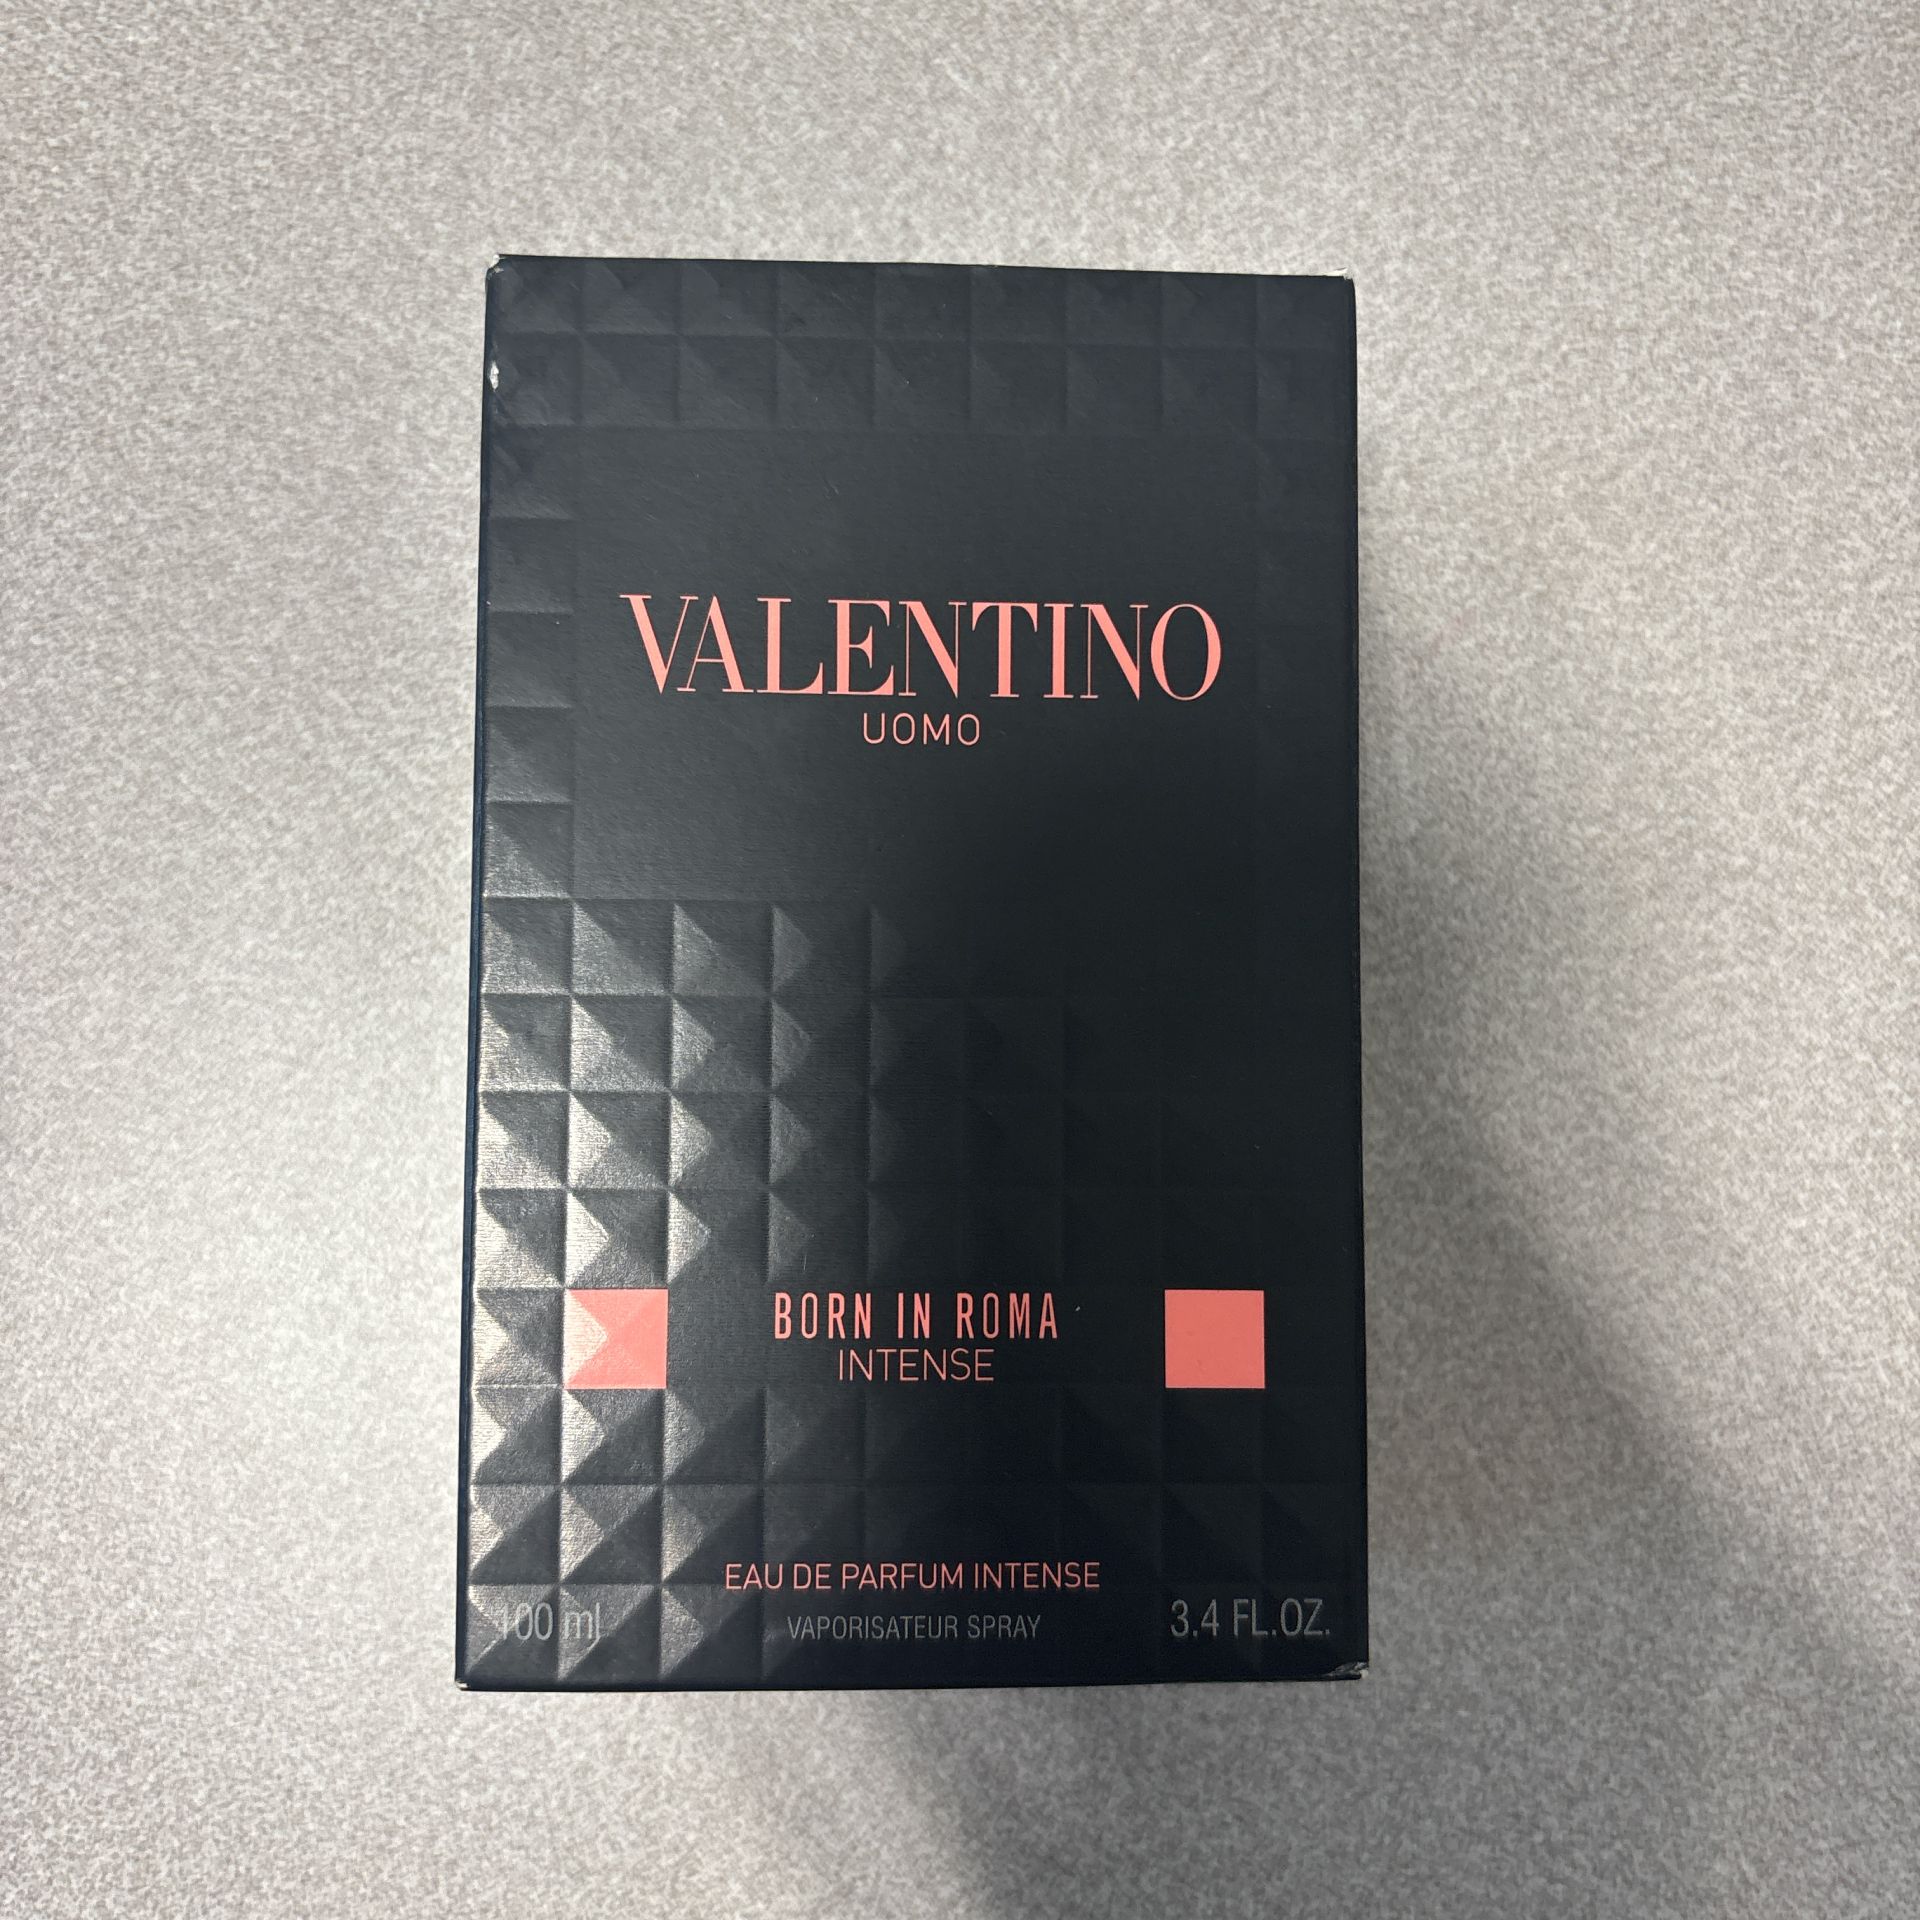 VALENTINO
UOMO
BORN IN ROMA
INTENSE
EAU DE PARFUM INTENSE
100 ml VAPORISATEUR SPRAY 3.4 FL.OZ.